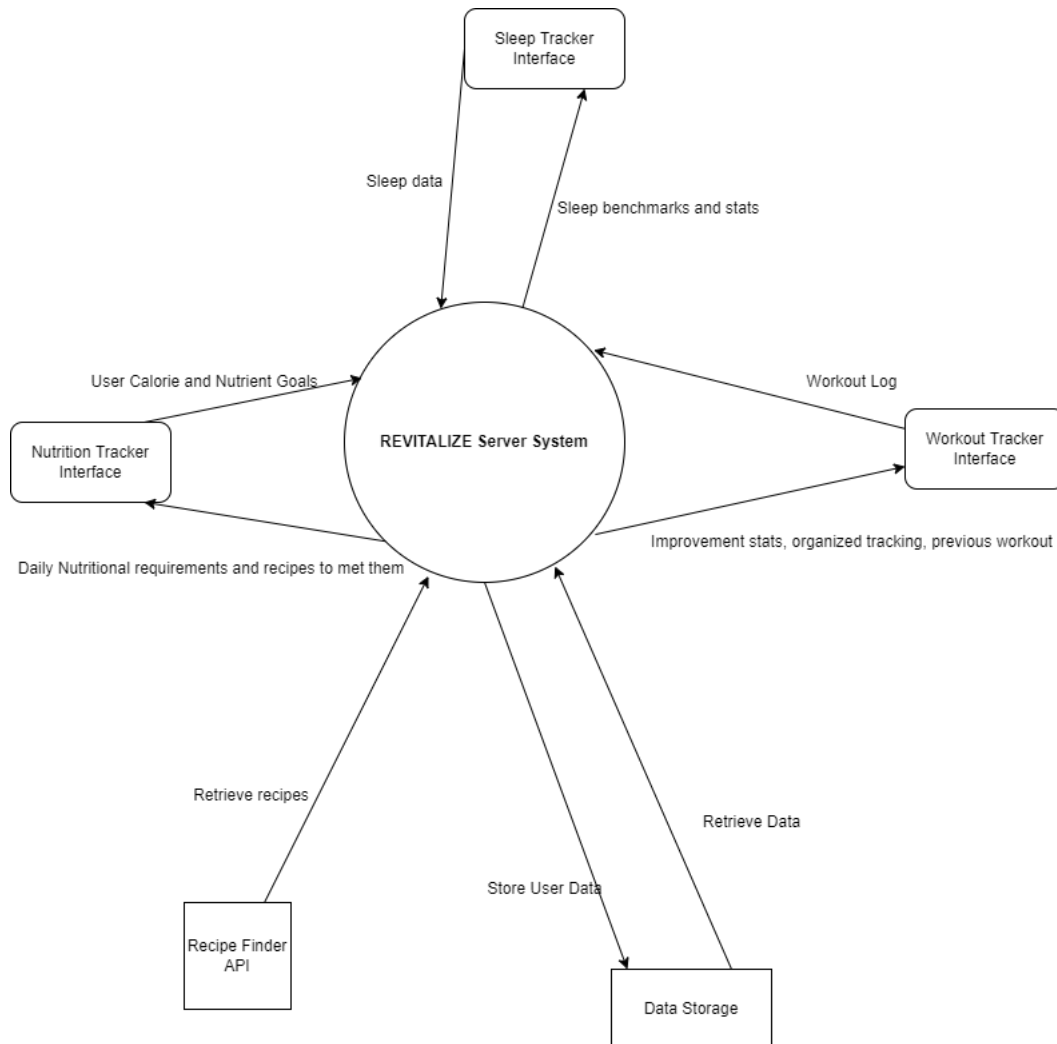 Sleep Tracker
Interface
Sleep data
Sleep benchmarks and stats
User Calorie and Nutrient Goals
Workout Log
Nutrition Tracker
Interface
REVITALIZE Server System
Workout Tracker
Interface
Improvement stats, organized tracking, previous workout
Daily Nutritional requirements and recipes to met them
Retrieve recipes
Retrieve Data
Store User Data
Recipe Finder
API
Data Storage